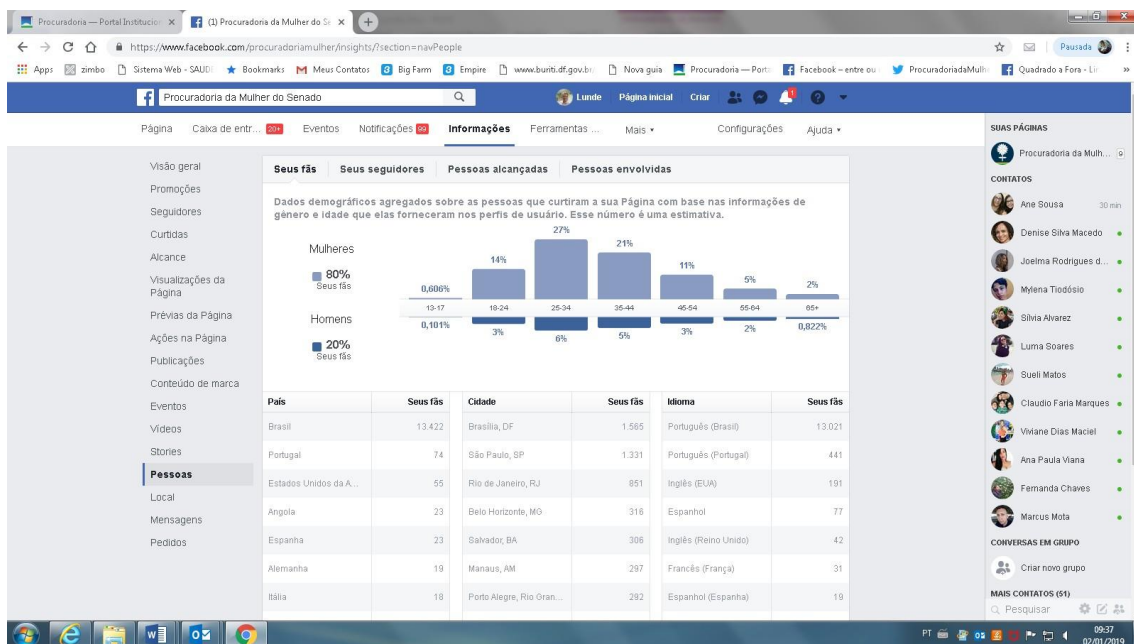 Procuradoria — Portal Institucion
(1) Procuradoria da Mulher do Se
https://www.facebook.com/procuradoriamulher/insights/?section=navPeople
Pausada
Apps zimbo Sistema Web - SAUDE Bookmarks Meus Contatos Big Farm Empire www.buriti.df.gov.br/ Nova guia Procuradoria — Port Facebook – entre ou ProcuradoriadaMulh Quadrado a Fora - Lir »
Procuradoria da Mulher do Senado
Lunde Página inicial Criar 1
Página Caixa de entr... 20+ Eventos Notificações 99 Informações Ferramentas ... Mais Configurações Ajuda
Visão geral
Promoções
Seguidores
Curtidas
Alcance
Visualizações da
Página
Prévias da Página
Ações na Página
Publicações
Conteúdo de marca
Eventos
Vídeos
Stories
Pessoas
Local
Mensagens
Pedidos
Seus fãs Seus seguidores Pessoas alcançadas Pessoas envolvidas
Dados demográficos agregados sobre as pessoas que curtiram a sua Página com base nas informações de
gênero e idade que elas forneceram nos perfis de usuário. Esse número é uma estimativa.
Mulheres
80%
Seus fãs
0,606% 14% 27% 21% 11% 5% 2%
13-17 18-24 25-34 35-44 45-54 55-64 65+
Homens
20%
Seus fãs
0,101% 3% 6% 5% 3% 2% 0,822%
País Seus fãs Cidade Seus fãs Idioma Seus fãs
Brasil 13.422 Brasília, DF 1.565 Português (Brasil) 13.021
Portugal 74 São Paulo, SP 1.331 Português (Portugal) 441
Estados Unidos da A... 55 Rio de Janeiro, RJ 851 Inglês (EUA) 191
Angola 23 Belo Horizonte, MG 316 Espanhol 77
Espanha 23 Salvador, BA 306 Inglês (Reino Unido) 42
Alemanha 19 Manaus, AM 297 Francês (França) 31
Itália 18 Porto Alegre, Rio Gran... 292 Espanhol (Espanha) 19
SUAS PÁGINAS
Procuradoria da Mulh... 9
CONTATOS
Ane Sousa 30 min
Denise Silva Macedo
Joelma Rodrigues d...
Mylena Tiodósio
Sílvia Alvarez
Luma Soares
Sueli Matos
Claudio Faria Marques
Viviane Dias Maciel
Ana Paula Viana
Fernanda Chaves
Marcus Mota
CONVERSAS EM GRUPO
Criar novo grupo
MAIS CONTATOS (51)
Pesquisar
PT
09:37
02/01/2019